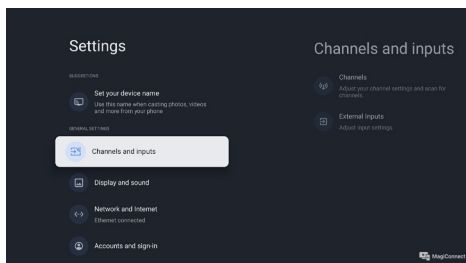 Settings
SUGGESTIONS
Set your device name
Use this name when casting photos, videos
and more from your phone
GENERAL SETTINGS
Channels and inputs
Display and sound
Network and Internet
Ethernet connected
Accounts and sign-in
Channels and inputs
Channels
Adjust your channel settings and scan for
channels.
External Inputs
Adjust input settings.
MagiConnect